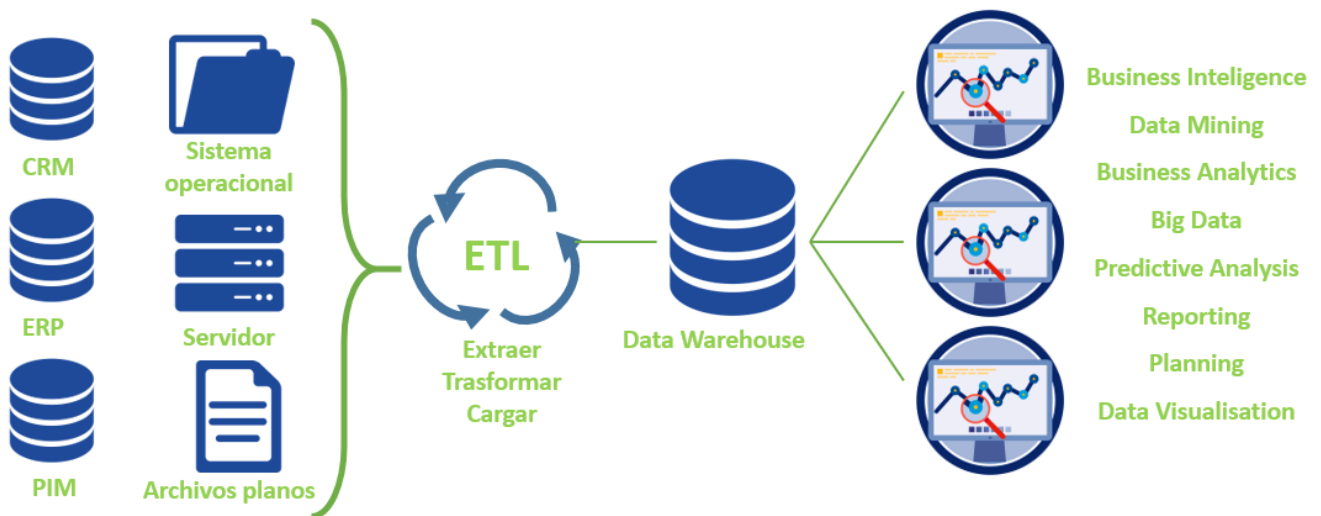 CRM
Sistema
operacional
ERP
Servidor
PIM
Archivos planos
ETL
Extraer
Trasformar
Cargar
Data Warehouse
Business Inteligence
Data Mining
Business Analytics
Big Data
Predictive Analysis
Reporting
Planning
Data Visualisation